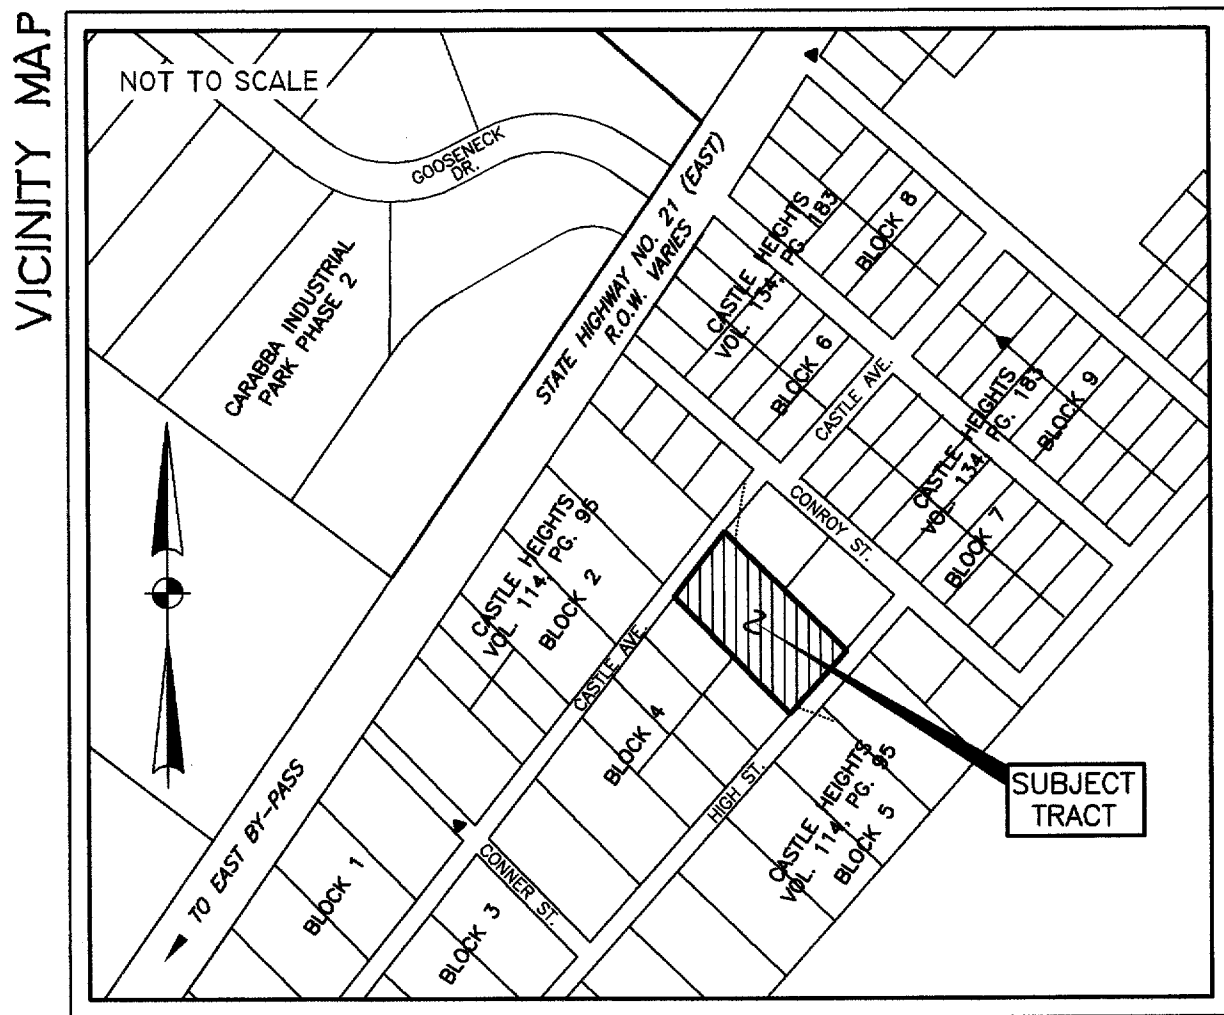 VICINITY MAP
NOT TO SCALE
GOOSENECK
DR.
STATE HIGHWAY NO. 21 (EAST)
R.O.W. VARIES
CARABBA INDUSTRIAL
PARK PHASE 2
CASTLE HEIGHTS
VOL. 134, PG. 183
BLOCK 8
BLOCK 6
CASTLE AVE.
CASTLE HEIGHTS
VOL. 134, PG. 183
BLOCK 9
BLOCK 7
CONROY ST.
CASTLE HEIGHTS
VOL. 114, PG. 95
BLOCK 2
CASTLE AVE.
2
BLOCK 4
HIGH ST.
CASTLE HEIGHTS
VOL. 114, PG. 95
BLOCK 5
SUBJECT
TRACT
TO EAST BY-PASS
BLOCK 1
CONNER ST.
BLOCK 3